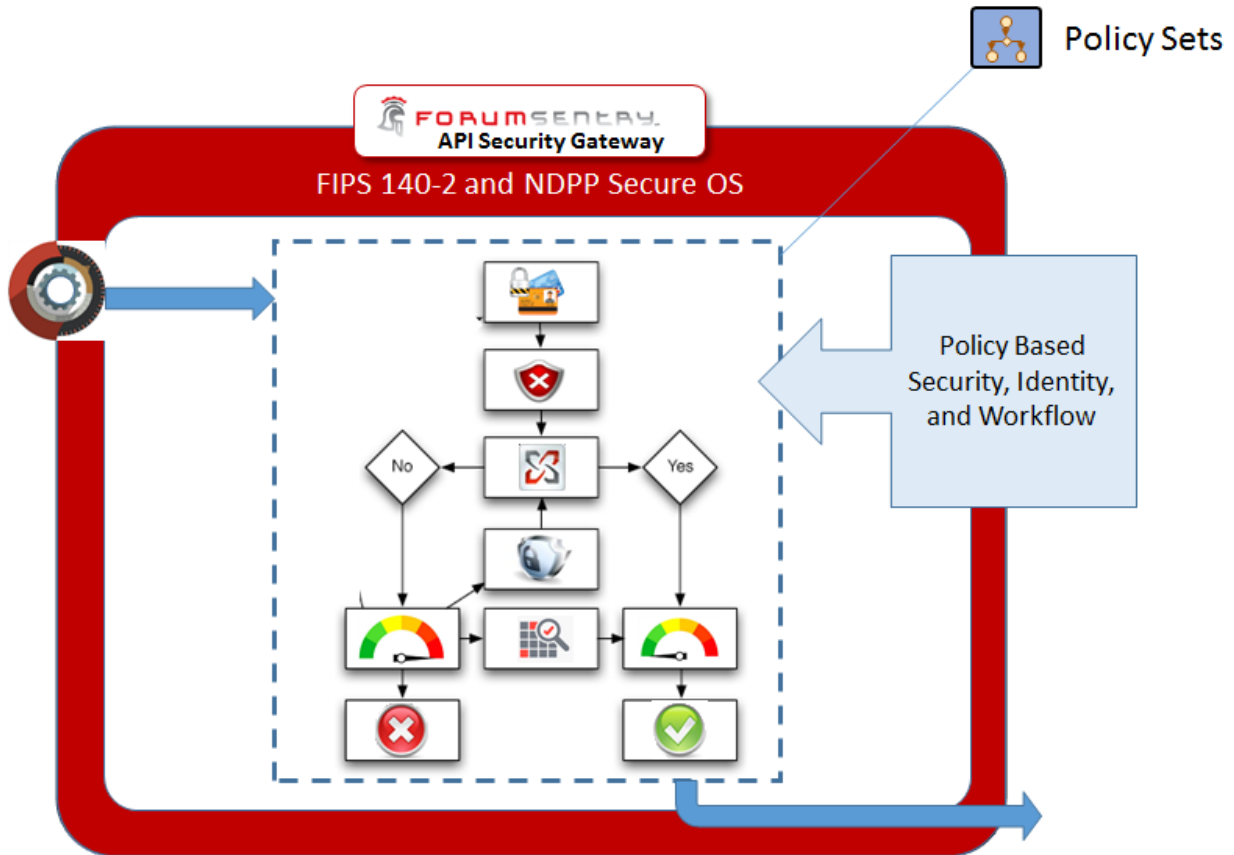 Policy Sets
FORUMSENTRY
API Security Gateway
FIPS 140-2 and NDPP Secure OS
Policy Based
Security, Identity,
and Workflow
No
Yes